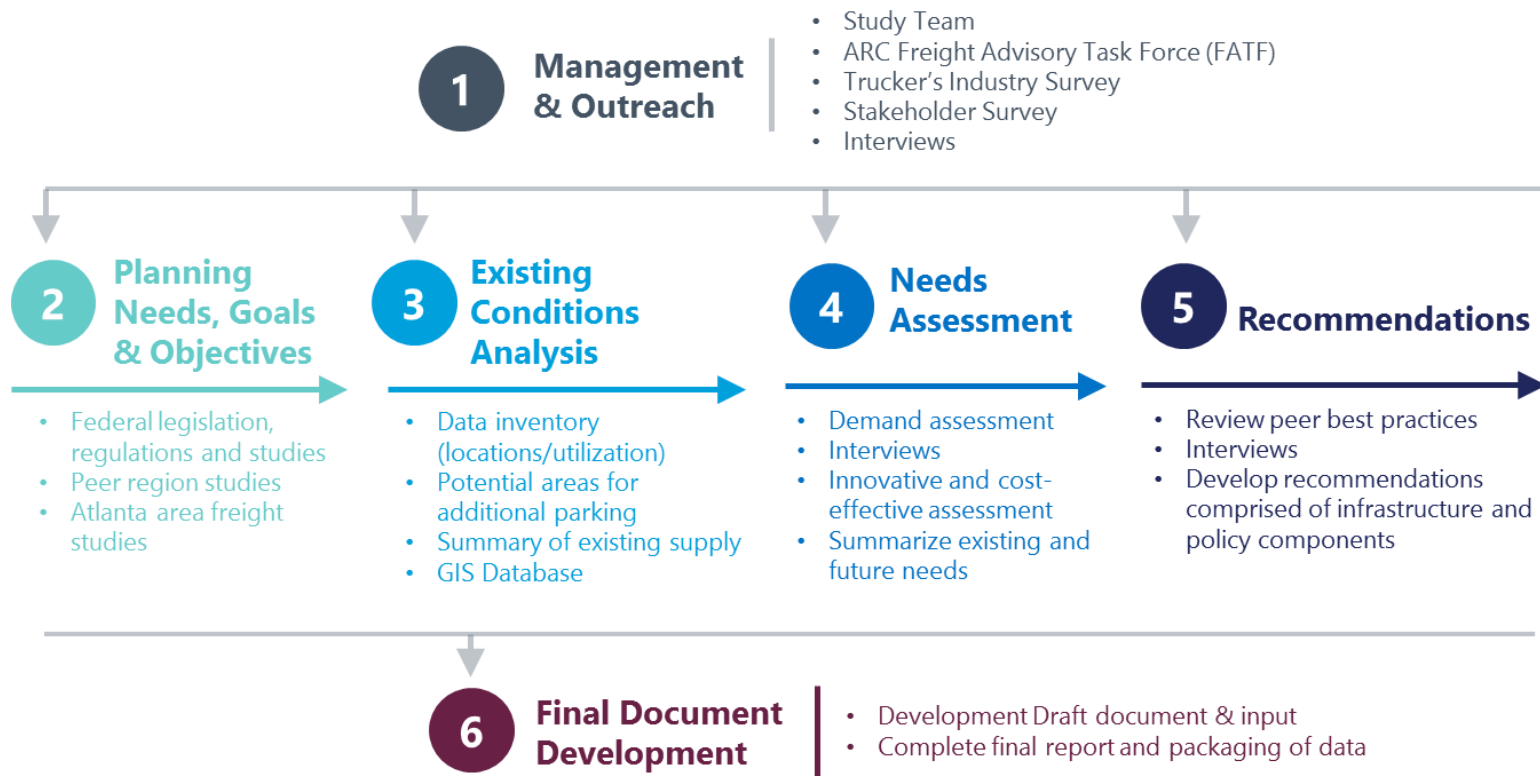 1
Management
& Outreach
• Study Team
• ARC Freight Advisory Task Force (FATF)
• Trucker's Industry Survey
• Stakeholder Survey
• Interviews
2
Planning
Needs, Goals
& Objectives
• Federal legislation,
regulations and studies
• Peer region studies
• Atlanta area freight
studies
3
Existing
Conditions
Analysis
• Data inventory
(locations/utilization)
• Potential areas for
additional parking
• Summary of existing supply
• GIS Database
4
Needs
Assessment
• Demand assessment
• Interviews
• Innovative and cost-
effective assessment
• Summarize existing and
future needs
5
Recommendations
• Review peer best practices
• Interviews
• Develop recommendations
comprised of infrastructure and
policy components
6
Final Document
Development
• Development Draft document & input
• Complete final report and packaging of data